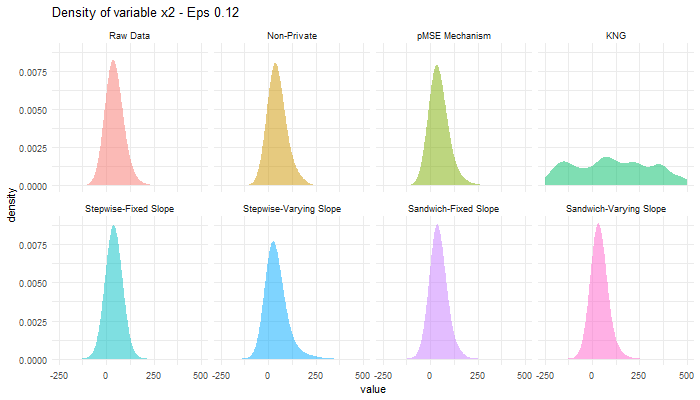 Density of variable x2 - Eps 0.12
Raw Data Non-Private pMSE Mechanism KNG
0.0075
0.0050
0.0025
0.0000
density
Stepwise-Fixed Slope Stepwise-Varying Slope Sandwich-Fixed Slope Sandwich-Varying Slope
0.0075
0.0050
0.0025
0.0000
-250 0 250 500 -250 0 250 500 -250 0 250 500 -250 0 250 500
value